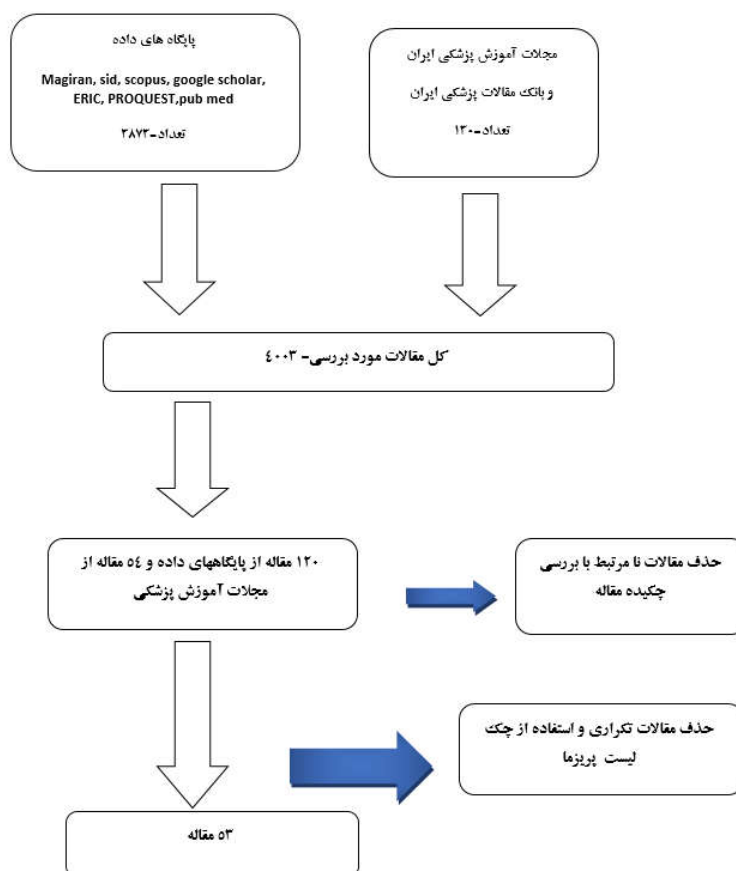 پایگاه های داده
Magiran, sid, scopus, google scholar,
ERIC, PROQUEST,pub med
تعداد-۳۸۷۳
مجلات آموزش پزشکی ایران
و بانک مقالات پزشکی ایران
تعداد-۱۳۰
کل مقالات مورد بررسی- ٤۰۰۳
۱۲۰ مقاله از پایگاههای داده و ٥٤ مقاله از
مجلات آموزش پزشکی
حذف مقالات نا مرتبط با بررسی
چکیده مقاله
حذف مقالات تکراری و استفاده از چک
لیست پریزما
٥۳ مقاله